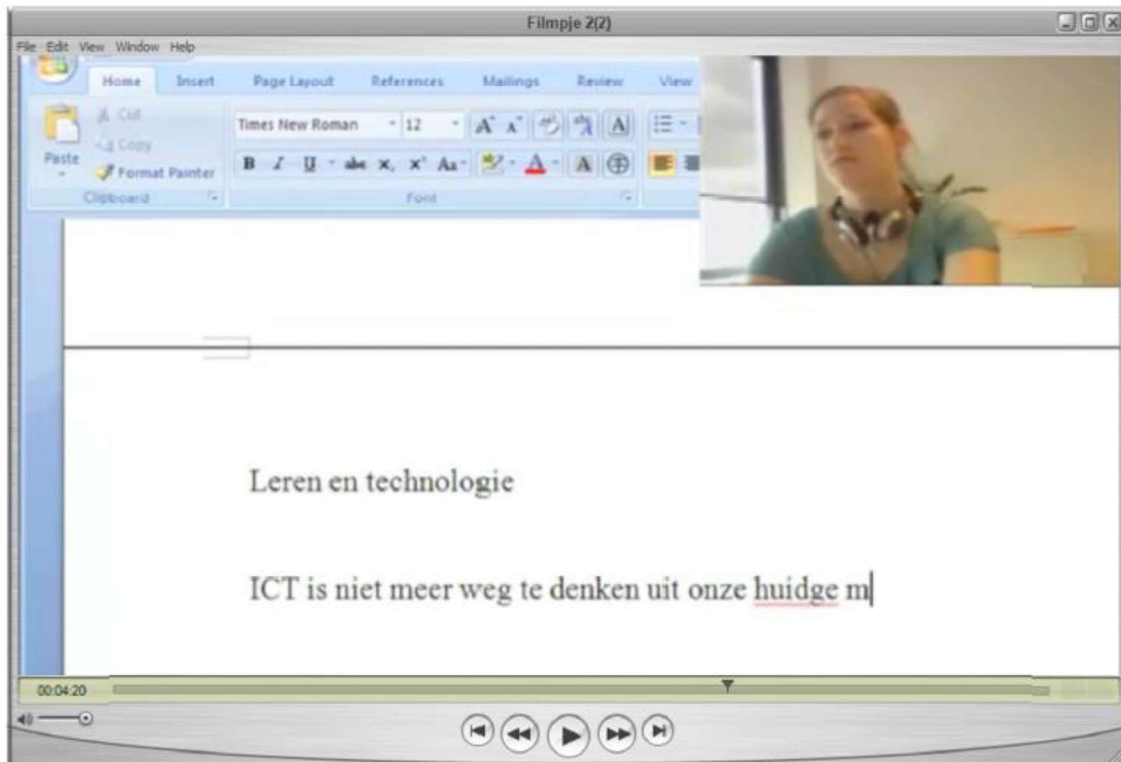 Filmpje 2(2)
File Edit View Window Help
Home Insert Page Layout References Mailings Review View
Cut
Times New Roman 12
Copy
Paste
Format Painter
Clipboard Font
Leren en technologie
ICT is niet meer weg te denken uit onze huidge m
00:04:20